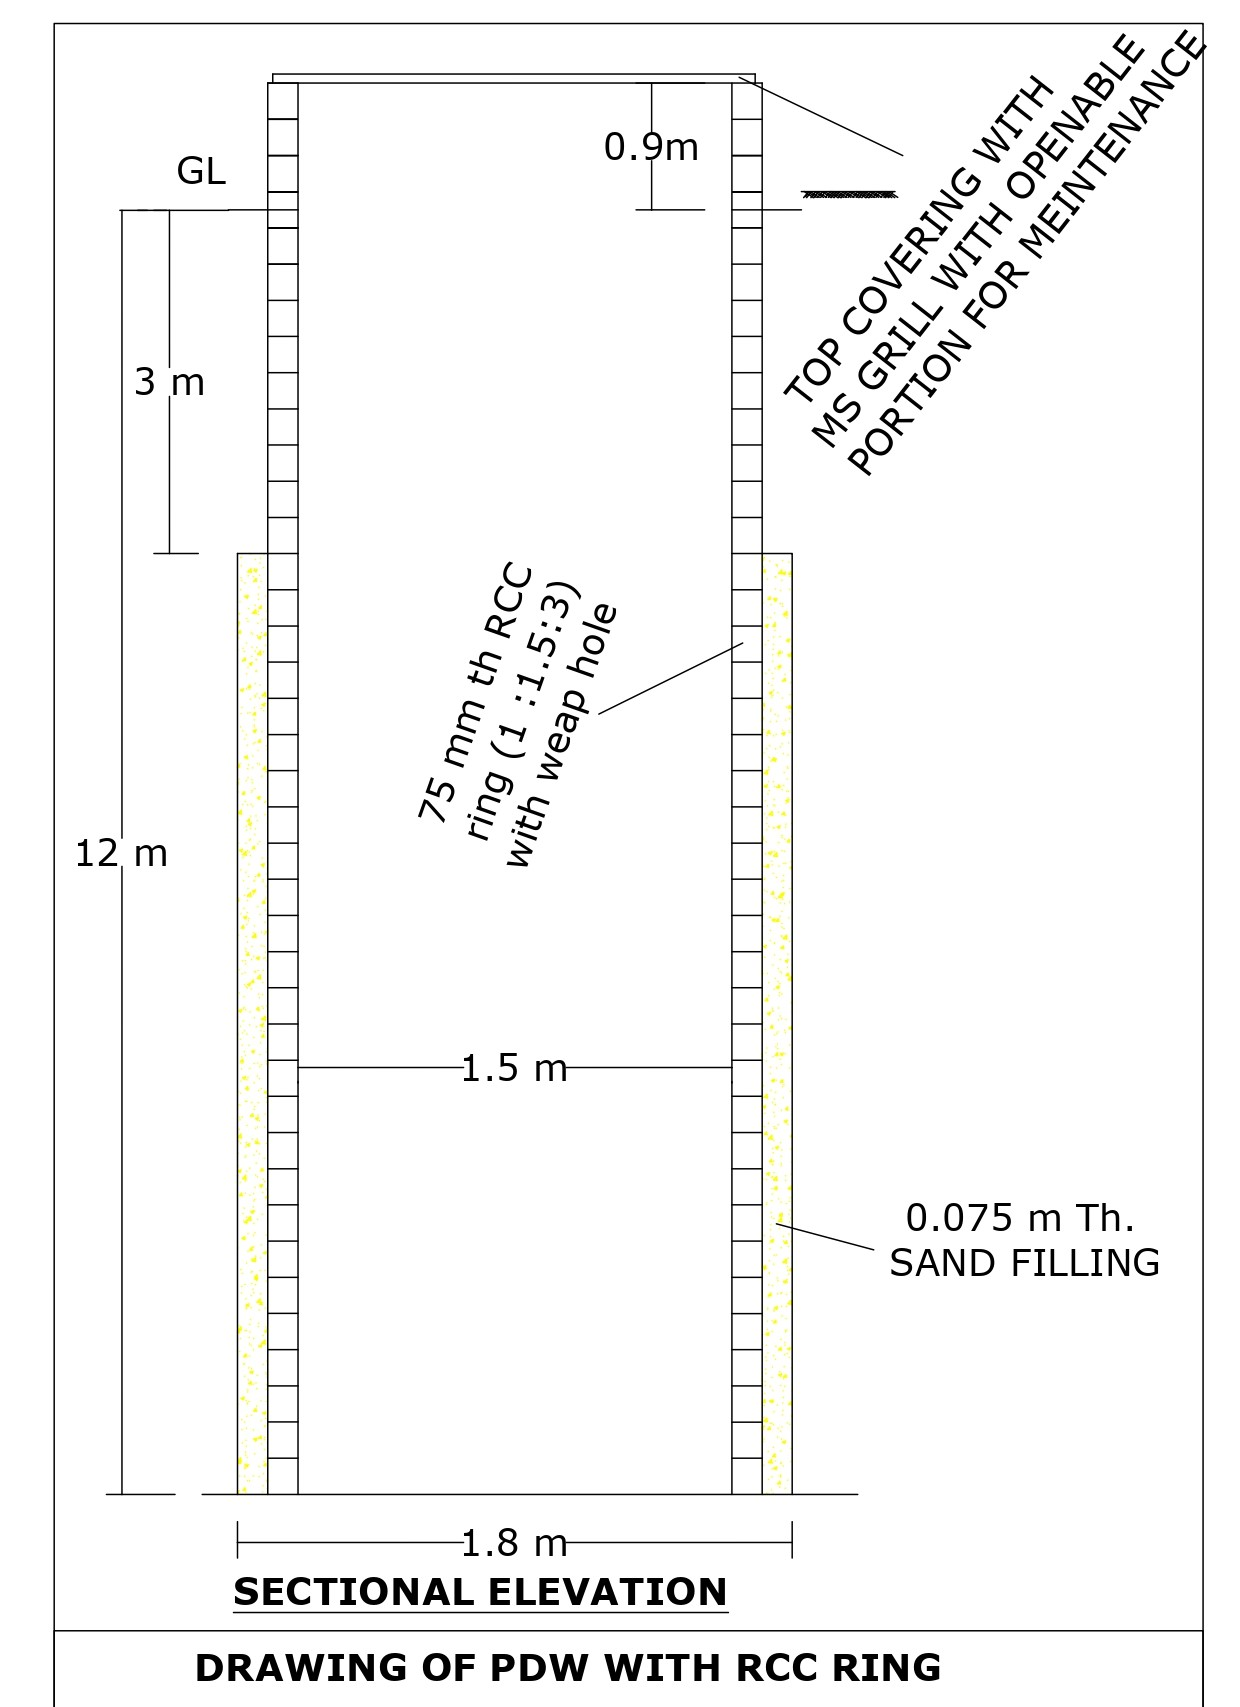 TOP COVERING WITH
MS GRILL WITH OPENABLE
PORTION FOR MEINTENANCE
0.9m
GL
3 m
75 mm th RCC
ring (1 :1.5:3)
with weap hole
12 m
1.5 m
0.075 m Th.
SAND FILLING
1.8 m
SECTIONAL ELEVATION
DRAWING OF PDW WITH RCC RING